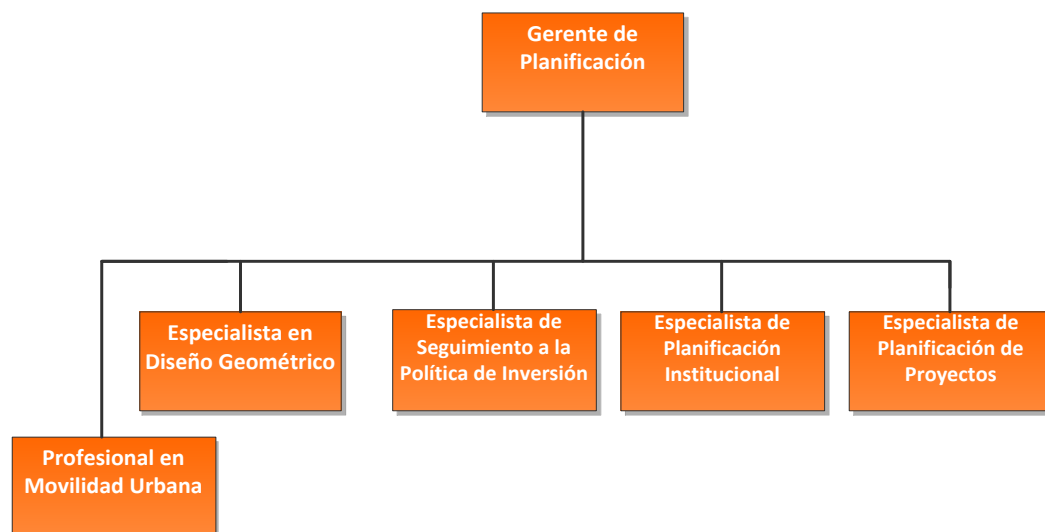 Gerente de
Planificación
Especialista en
Diseño Geométrico
Especialista de
Seguimiento a la
Política de Inversión
Especialista de
Planificación
Institucional
Especialista de
Planificación de
Proyectos
Profesional en
Movilidad Urbana